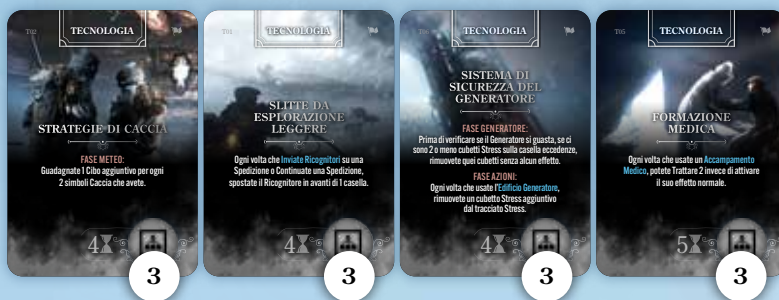 T02
TECNOLOGIA
STRATEGIE DI CACCIA
FASE METEO:
Guadagnate 1 Cibo aggiuntivo per ogni
2 simboli Caccia che avete.
4
3
TECNOLOGIA
SLITTE DA
ESPLORAZIONE
LEGGERE
Ogni volta che Inviate Ricognitori su una
Spedizione o Continuate una Spedizione,
spostate il Ricognitore in avanti di 1 casella.
4
3
TECNOLOGIA
SISTEMA DI
SICUREZZA DEL
GENERATORE
FASE GENERATORE:
Prima di verificare se il Generatore si guasta, se ci
sono 2 o meno cubetti Stress sulla casella eccedenze,
rimuovete quei cubetti senza alcun effetto.
FASE AZIONI:
Ogni volta che usate l'Edificio Generatore,
rimuovete un cubetto Stress aggiuntivo
dal tracciato Stress.
4
3
T05
TECNOLOGIA
FORMAZIONE
MEDICA
Ogni volta che usate un Accampamento
Medico, potete Trattare 2 invece di attivare
il suo effetto normale.
5
3